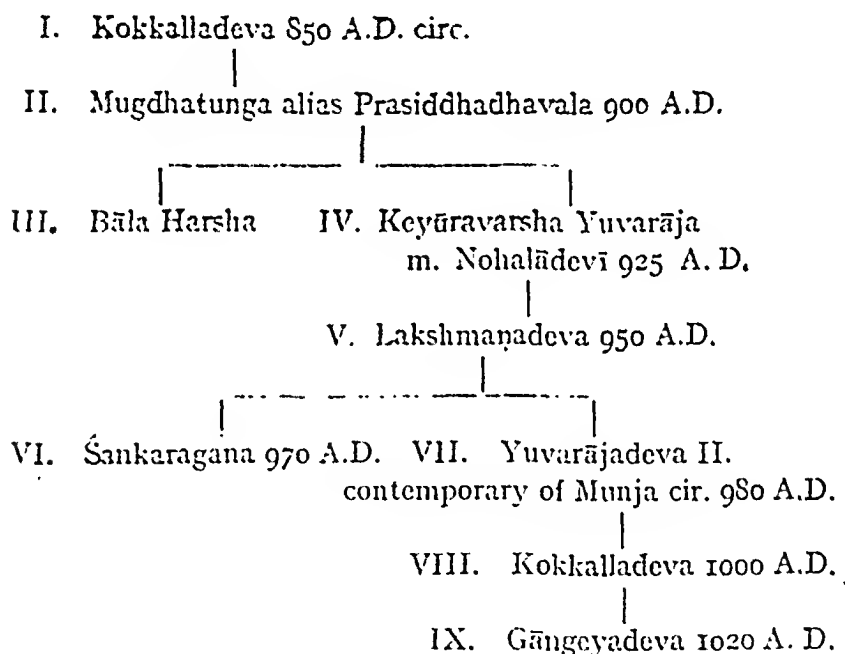 I. Kokkalladeva 850 A.D. circ.
II. Mugdhatunga alias Prasiddhadhavala 900 A.D.
III. Bāla Harsha IV. Keyūravarsha Yuvarāja
m. Nohalādevī 925 A. D.
V. Lakshmaṇadeva 950 A.D.
VI. Śankaragana 970 A.D. VII. Yuvarājadeva II.
contemporary of Munja cir. 980 A.D.
VIII. Kokkalladeva 1000 A.D.
IX. Gāngeyadeva 1020 A. D.